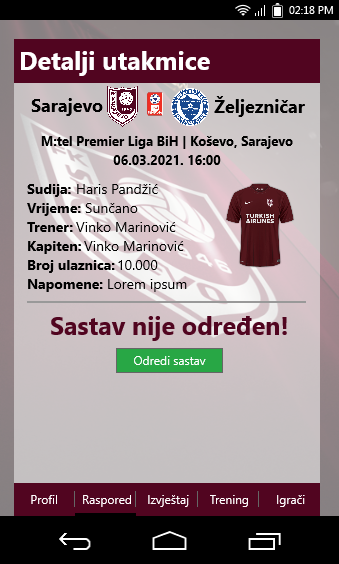 02:18 PM
Detalji utakmice
Sarajevo Željezničar
M:tel Premier Liga BiH | Koševo, Sarajevo
06.03.2021. 16:00
Sudija: Haris Pandžić
Vrijeme: Sunčano
Trener: Vinko Marinović
Kapiten: Vinko Marinović
Broj ulaznica: 10.000
Napomene: Lorem ipsum
TURKISH
AIRLINES
Sastav nije određen!
Odredi sastav
Profil Raspored Izvještaj Trening Igrači